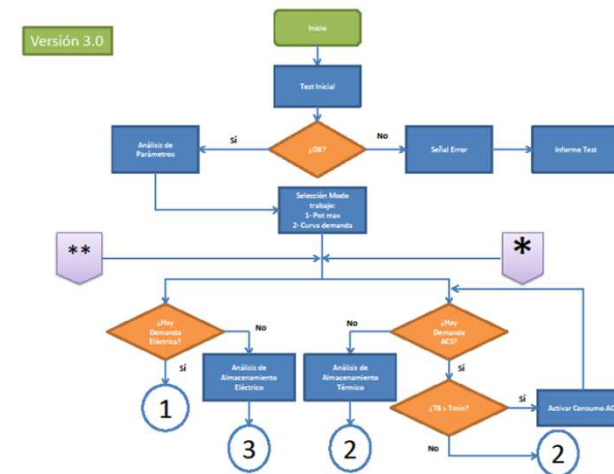 Versión 3.0
Inicio
Test Inicial
¿OK?
Sí
No
Análisis de
Parámetros
Señal Error
Informe Test
Selección Modo
trabajo:
1- Pot max
2- Curva demanda
**
*
¿Hay
Demanda
Eléctrica?
No
Sí
Análisis de
Almacenamiento
Eléctrico
1
3
¿Hay
Demanda
ACS?
No
Sí
Análisis de
Almacenamiento
Térmico
2
¿T6 > Tmin?
Sí
No
Activar Consumo AC
2